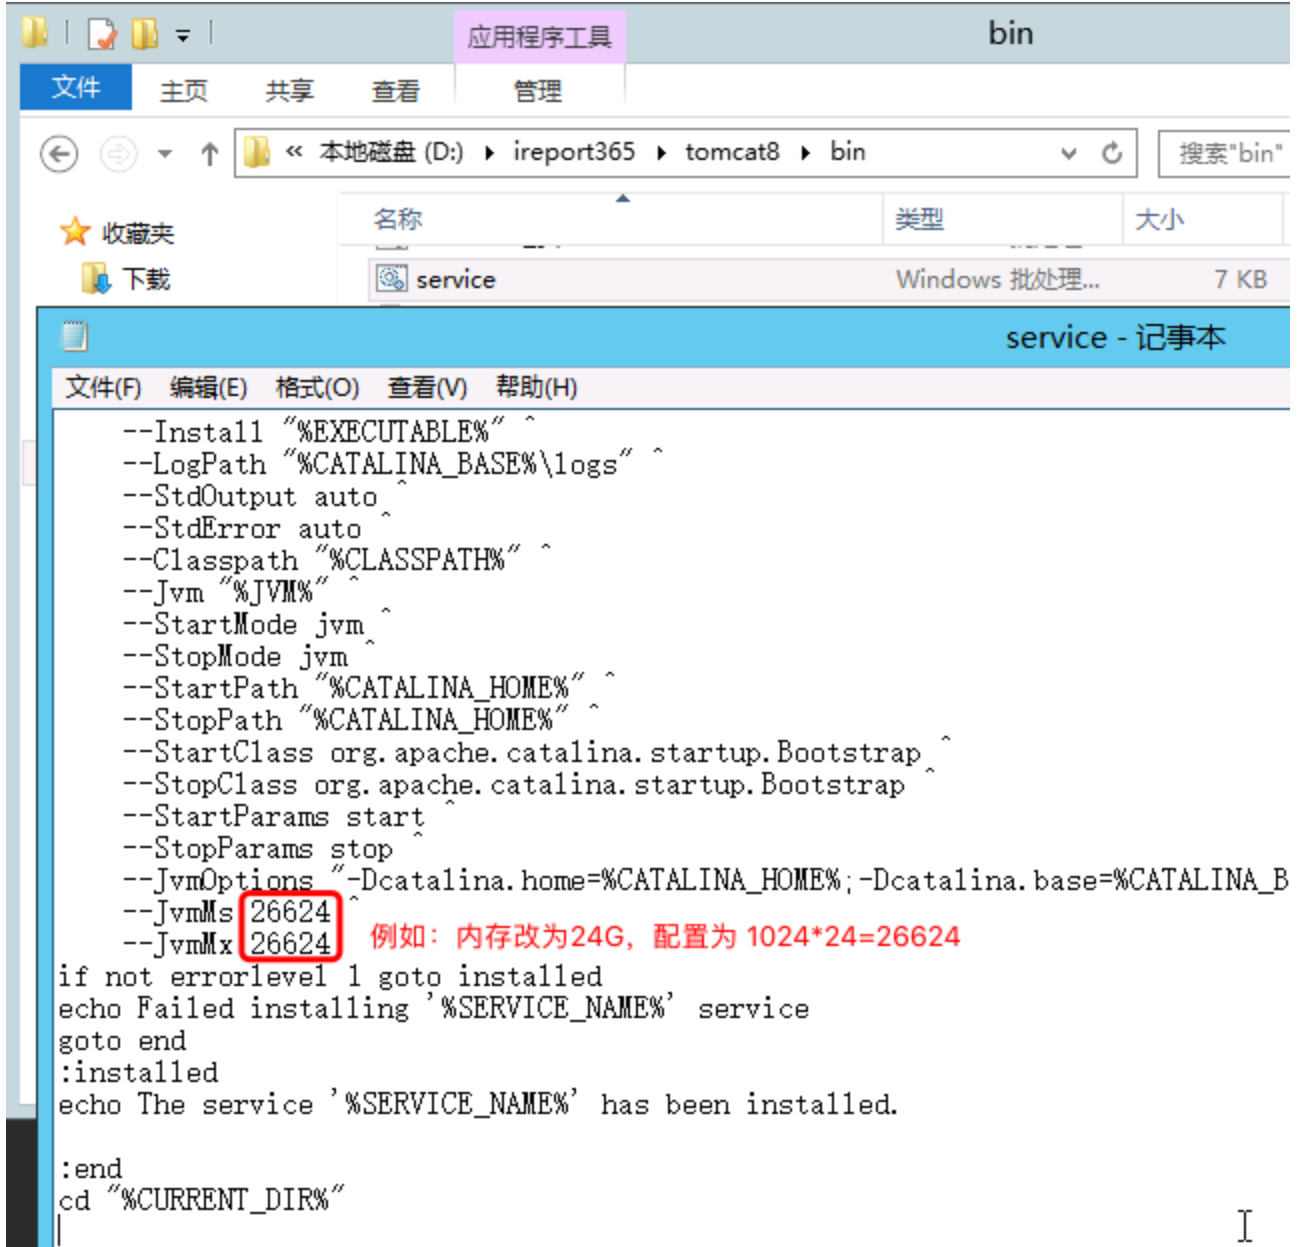 应用程序工具
bin
文件
主页
共享
查看
管理
« 本地磁盘 (D:) ▸ ireport365 ▸ tomcat8 ▸ bin
搜索"bin"
名称
类型
大小
收藏夹
下载
service
Windows 批处理...
7 KB
service - 记事本
文件(F) 编辑(E) 格式(O) 查看(V) 帮助(H)
--Install "%EXECUTABLE%" ^
--LogPath "%CATALINA_BASE%\logs" ^
--StdOutput auto ^
--StdError auto ^
--Classpath "%CLASSPATH%" ^
--Jvm "%JVM%" ^
--StartMode jvm ^
--StopMode jvm ^
--StartPath "%CATALINA_HOME%" ^
--StopPath "%CATALINA_HOME%" ^
--StartClass org.apache.catalina.startup.Bootstrap ^
--StopClass org.apache.catalina.startup.Bootstrap ^
--StartParams start ^
--StopParams stop ^
--JvmOptions "-Dcatalina.home=%CATALINA_HOME%;-Dcatalina.base=%CATALINA_B
--JvmMs 26624 ^
--JvmMx 26624
例如：内存改为24G，配置为 1024*24=26624
if not errorlevel 1 goto installed
echo Failed installing '%SERVICE_NAME%' service
goto end
:installed
echo The service '%SERVICE_NAME%' has been installed.
:end
cd "%CURRENT_DIR%"